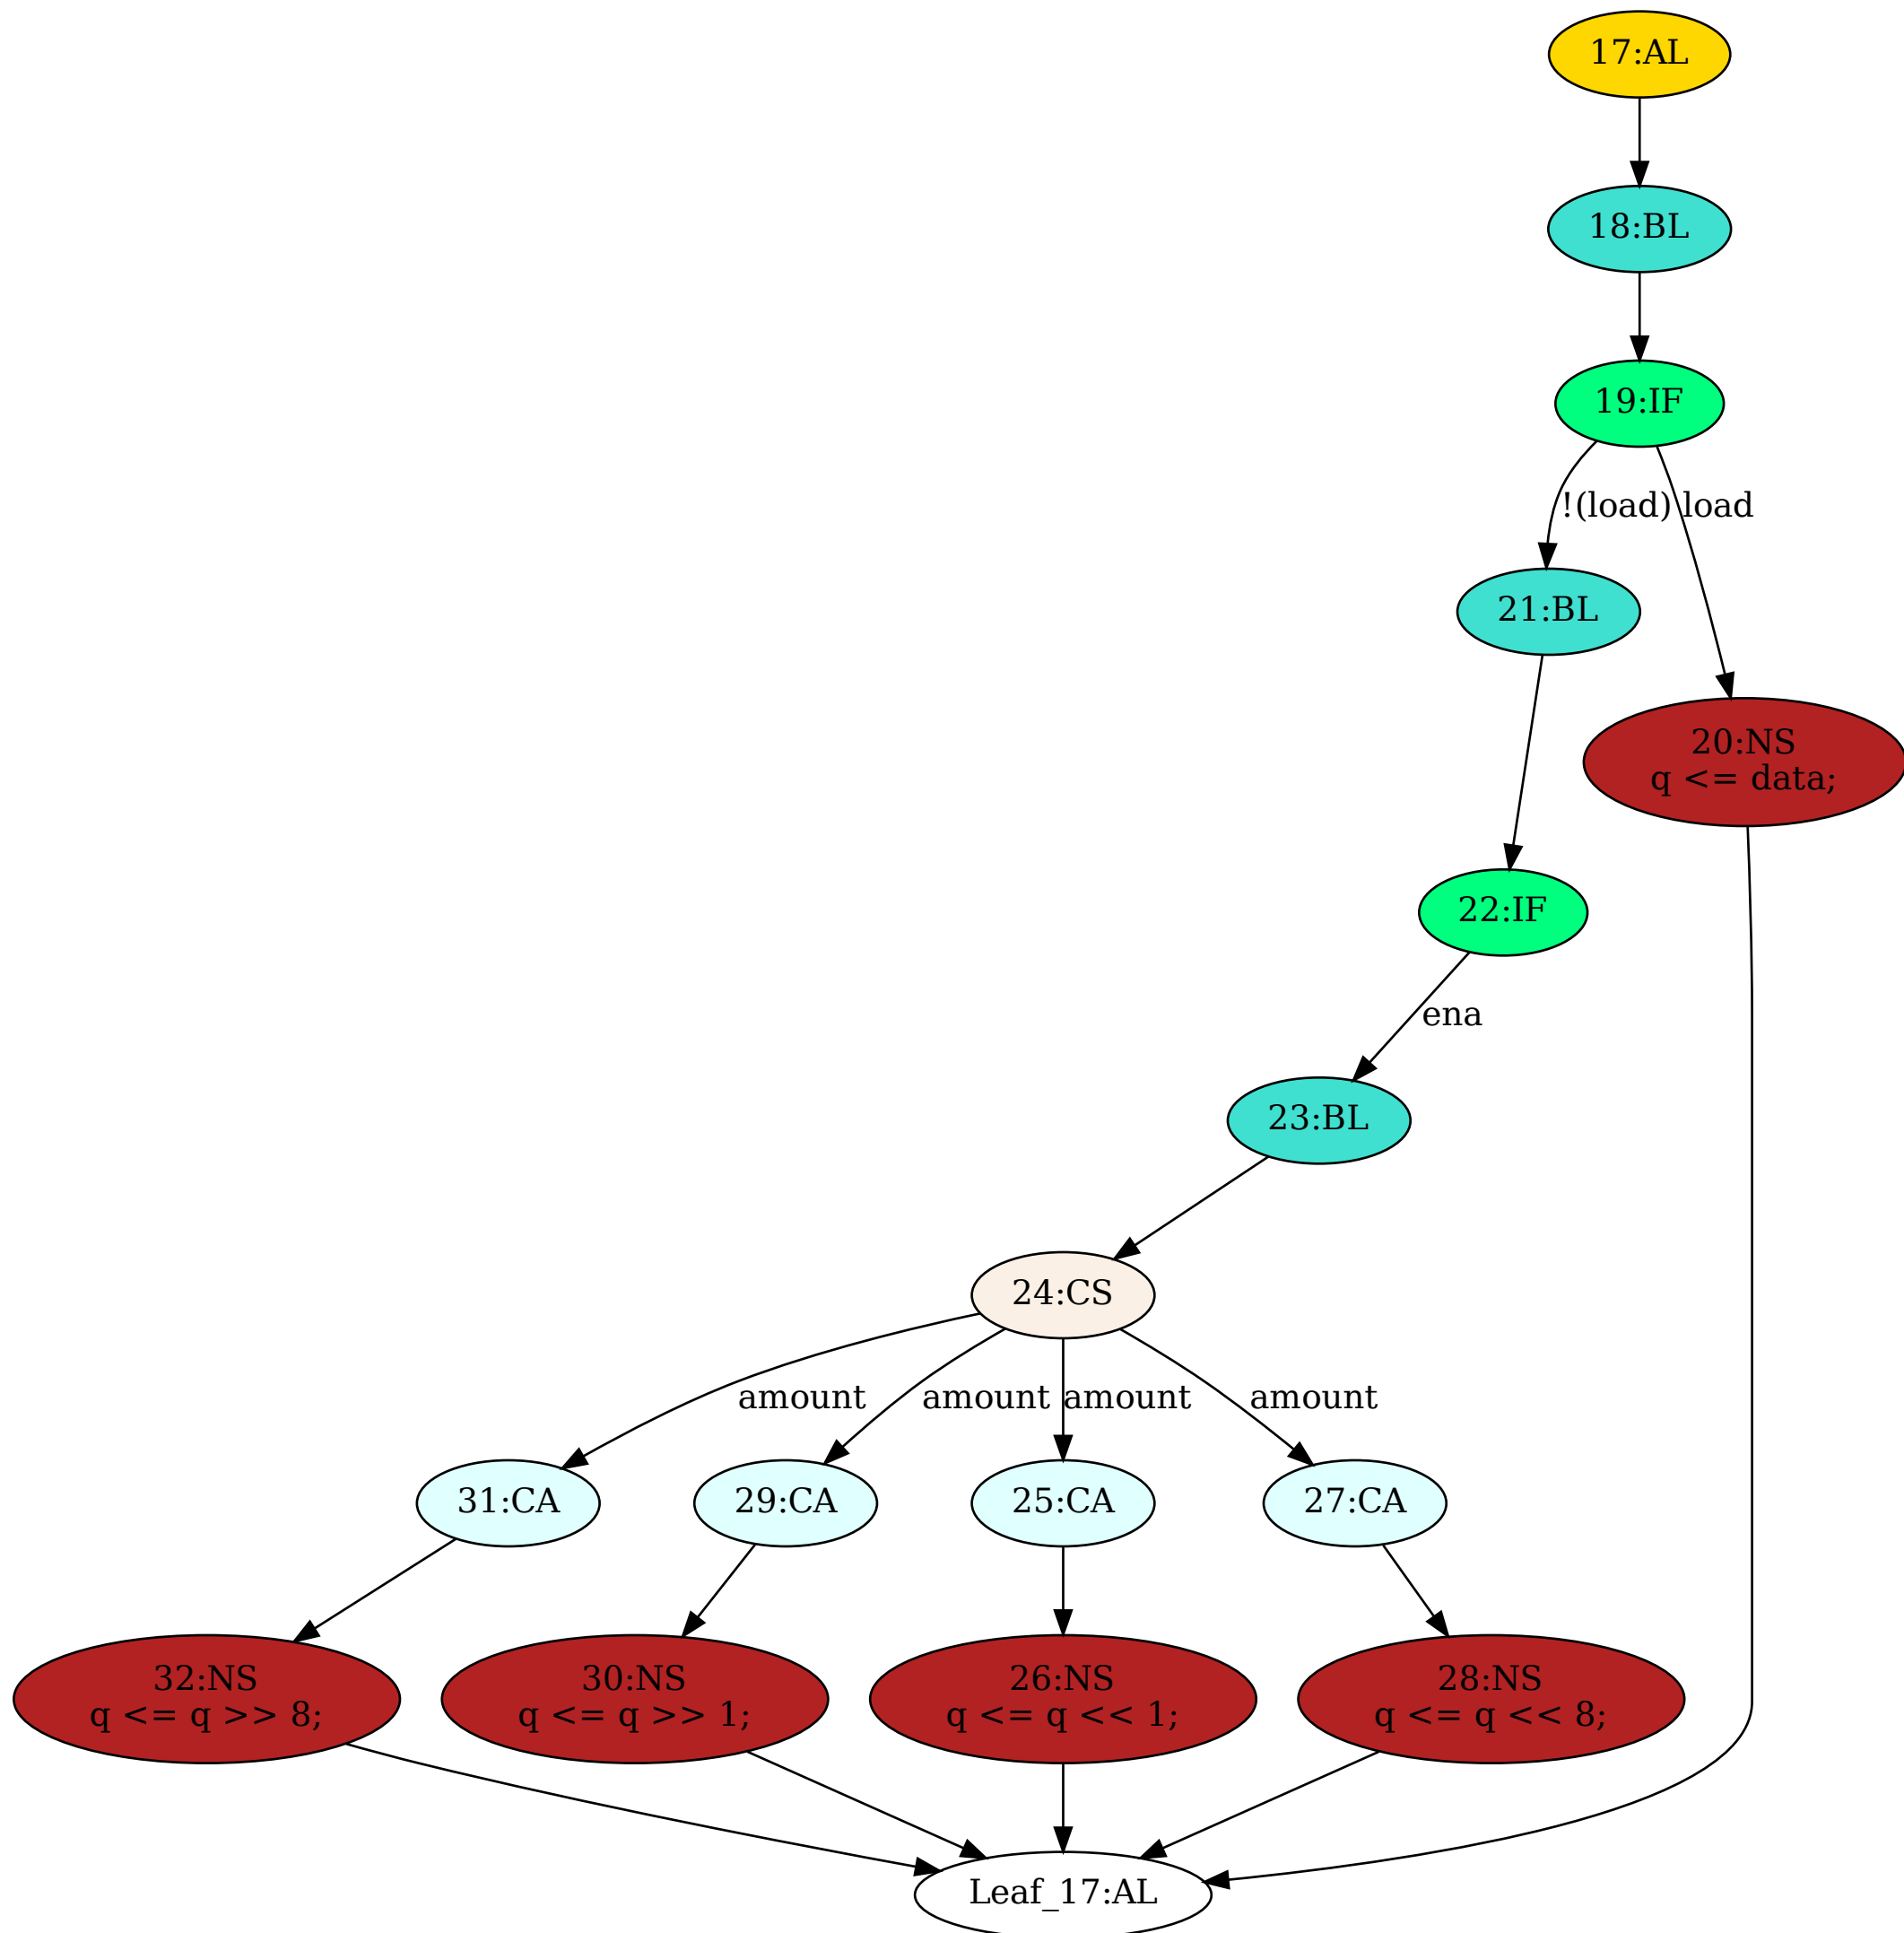 17:AL
18:BL
19:IF
!(load)
load
21:BL
20:NS
q <= data;
22:IF
ena
23:BL
24:CS
amount
amount
amount
amount
31:CA
29:CA
25:CA
27:CA
32:NS
q <= q >> 8;
30:NS
q <= q >> 1;
26:NS
q <= q << 1;
28:NS
q <= q << 8;
Leaf_17:AL